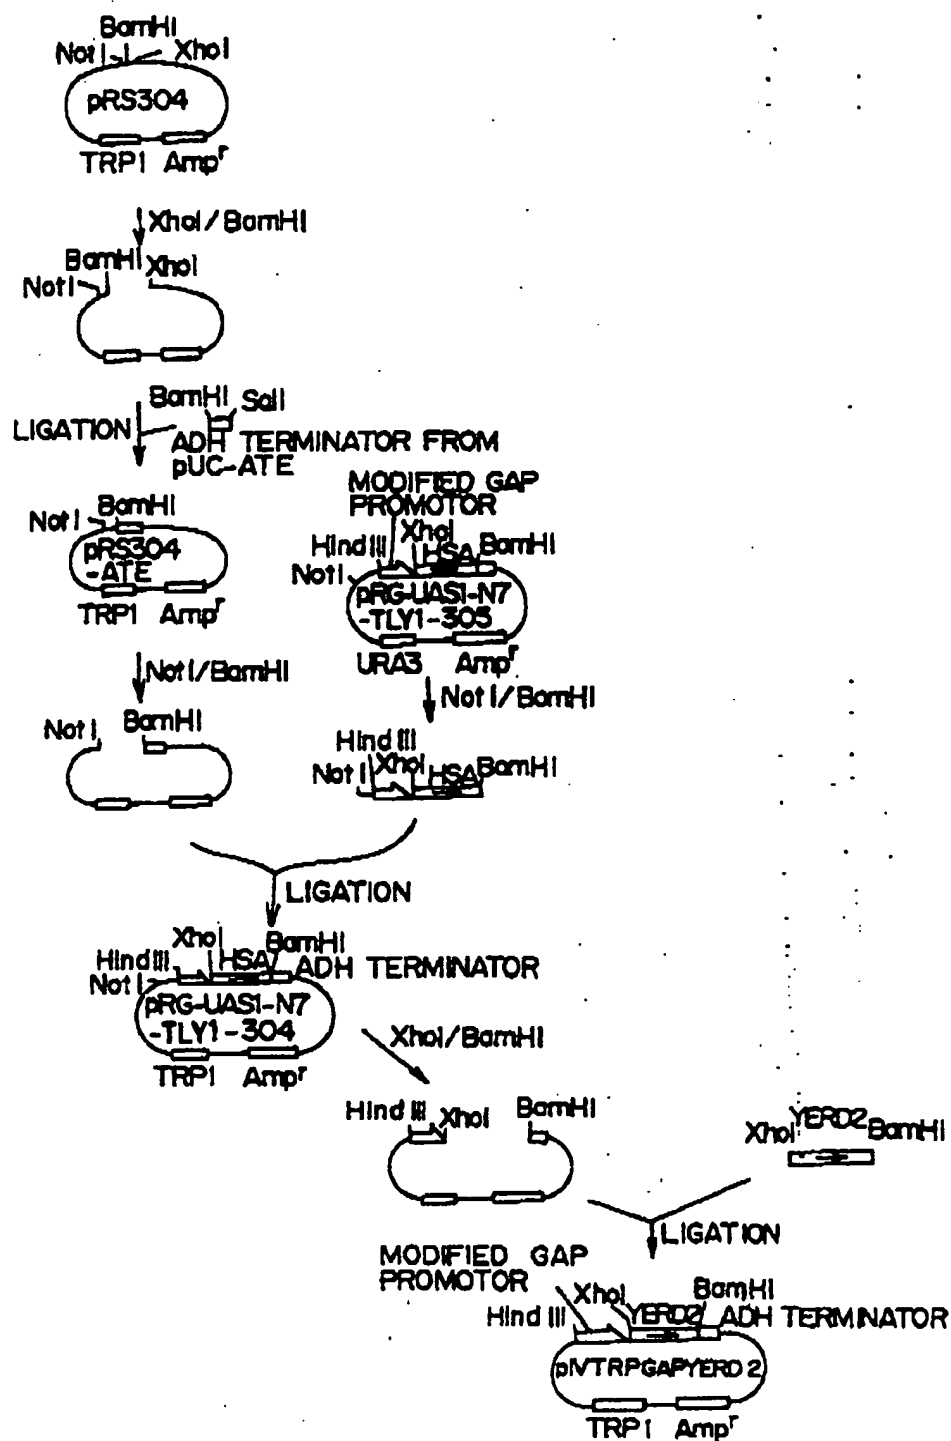 BamHI
NotI XhoI
pRS304
TRP1 Amp^r
XhoI/BamHI
BamHI XhoI
NotI
BamHI SalI
LIGATION
ADH TERMINATOR FROM
pUC-ATE
MODIFIED GAP
PROMOTOR
NotI BamHI
pRS304
-ATE
TRP1 Amp^r
XhoI
HindIII HSA BamHI
NotI
pRG-UAS1-N7
-TLY1-303
URA3 Amp^r
NotI/BamHI
NotI/BamHI
NotI BamHI
HindIII
XhoI
NotI HSA BamHI
LIGATION
XhoI BamHI
HindIII HSA ADH TERMINATOR
NotI
pRG-UAS1-N7
-TLY1-304
TRP1 Amp^r
XhoI/BamHI
HindIII XhoI BamHI
YERD2
XhoI BamHI
LIGATION
MODIFIED GAP
PROMOTOR
XhoI BamHI
HindIII YERD2 ADH TERMINATOR
pIVTRPGAPYERD2
TRP1 Amp^r